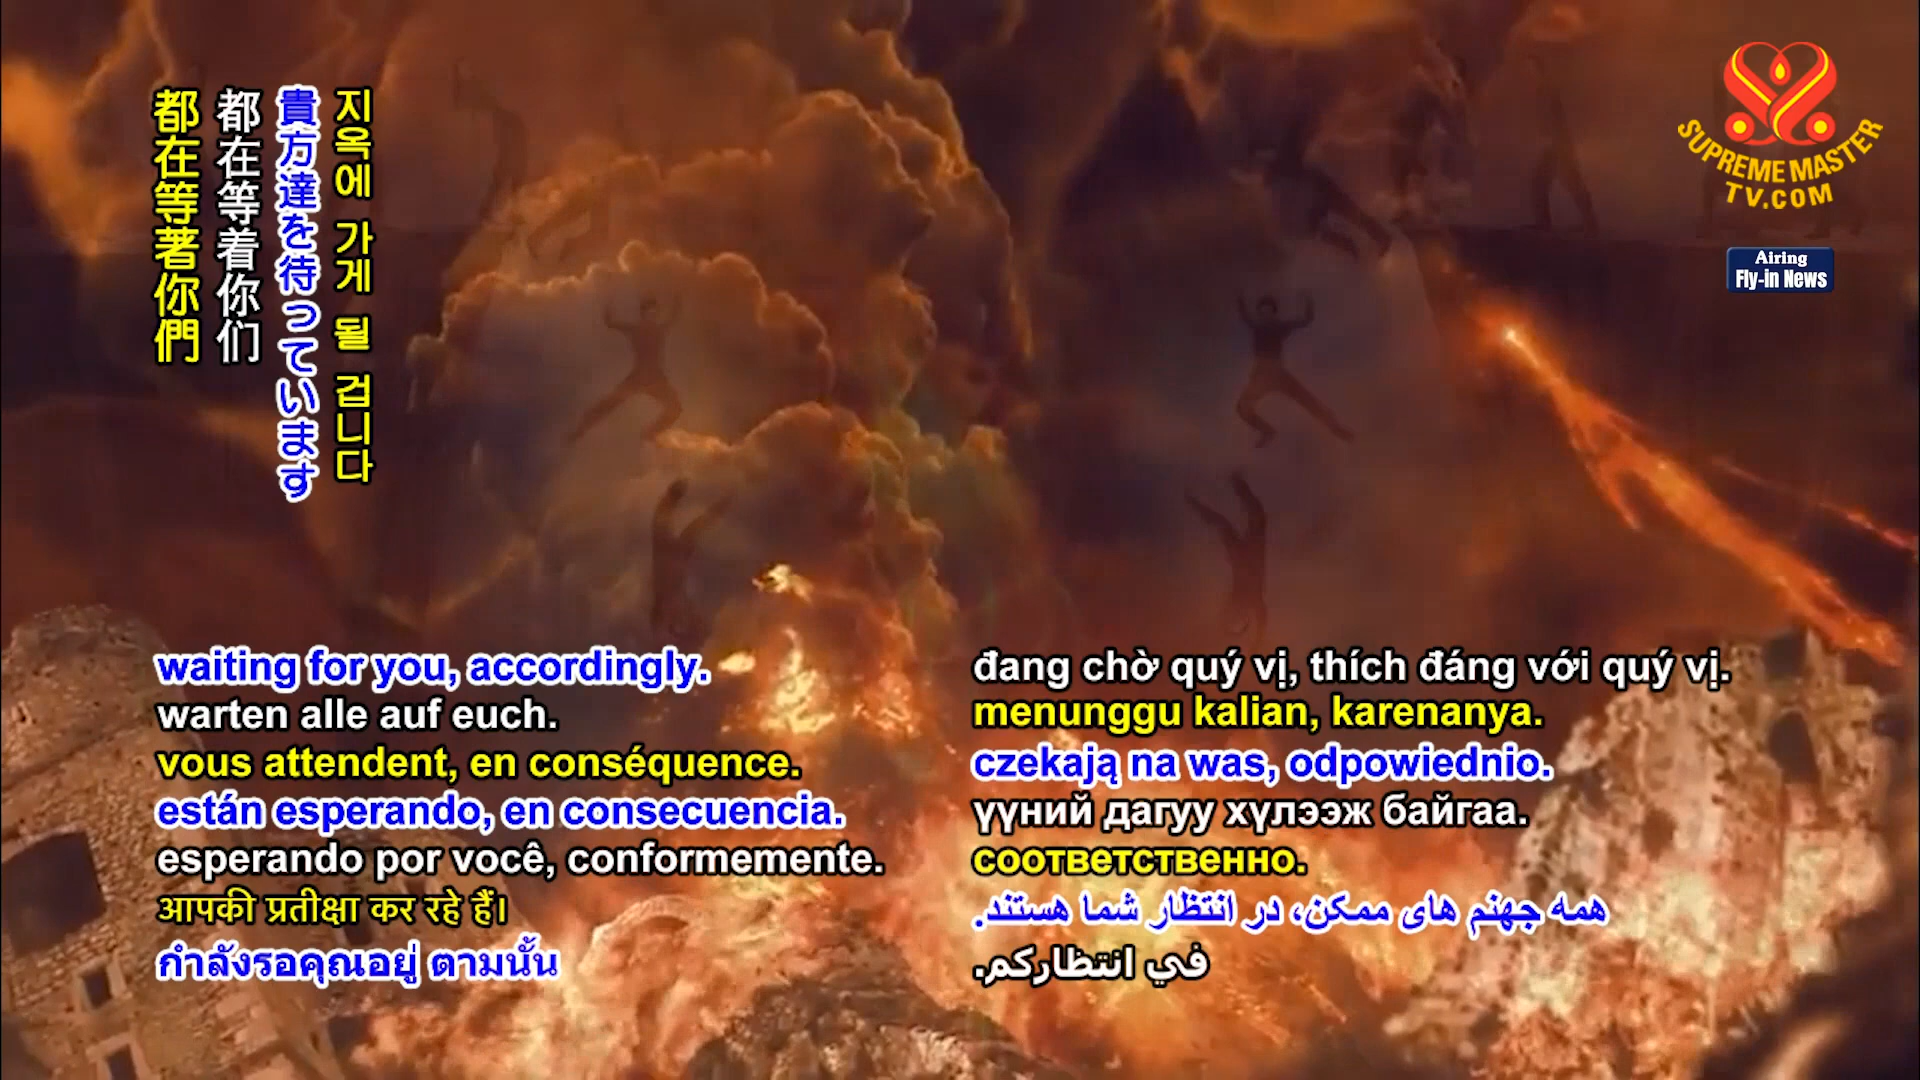 지옥에 가게 될 겁니다
貴方達を待っています
都在等着你们
都在等著你們
SUPREME MASTER
TV.COM
Airing
Fly-in News
waiting for you, accordingly.
warten alle auf euch.
vous attendent, en conséquence.
están esperando, en consecuencia.
esperando por você, conformemente.
आपकी प्रतीक्षा कर रहे हैं।
กำลังรอคุณอยู่ ตามนั้น
đang chờ quý vị, thích đáng với quý vị.
menunggu kalian, karenanya.
czekają na was, odpowiednio.
үүний дагуу хүлээж байгаа.
соответственно.
همه جهنم های ممکن، در انتظار شما هستند.
في انتظاركم.